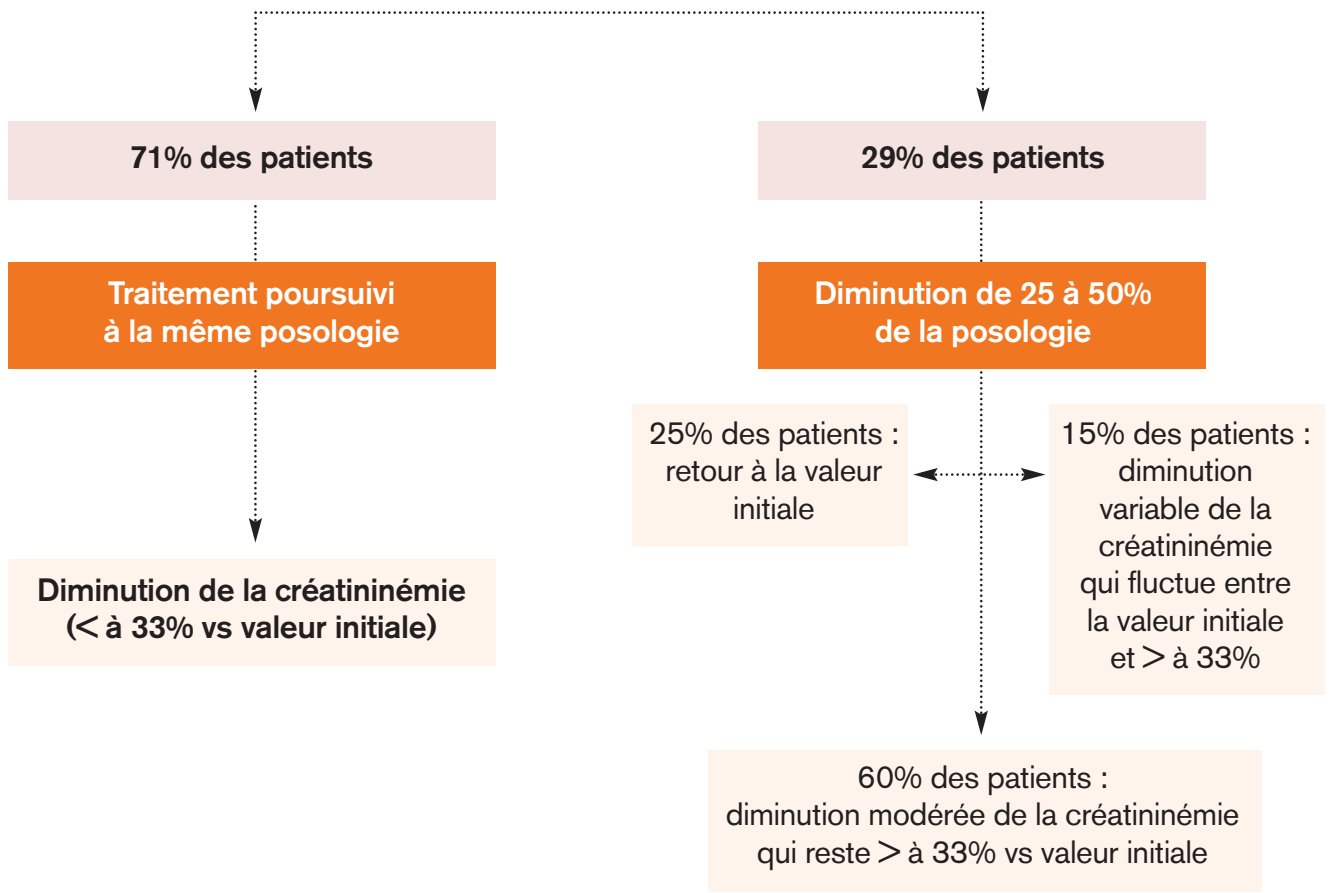 71% des patients
29% des patients
Traitement poursuivi
à la même posologie
Diminution de 25 à 50%
de la posologie
25% des patients :
retour à la valeur
initiale
15% des patients :
diminution
variable de la
créatininémie
qui fluctue entre
la valeur initiale
et > à 33%
Diminution de la créatininémie
(< à 33% vs valeur initiale)
60% des patients :
diminution modérée de la créatininémie
qui reste > à 33% vs valeur initiale